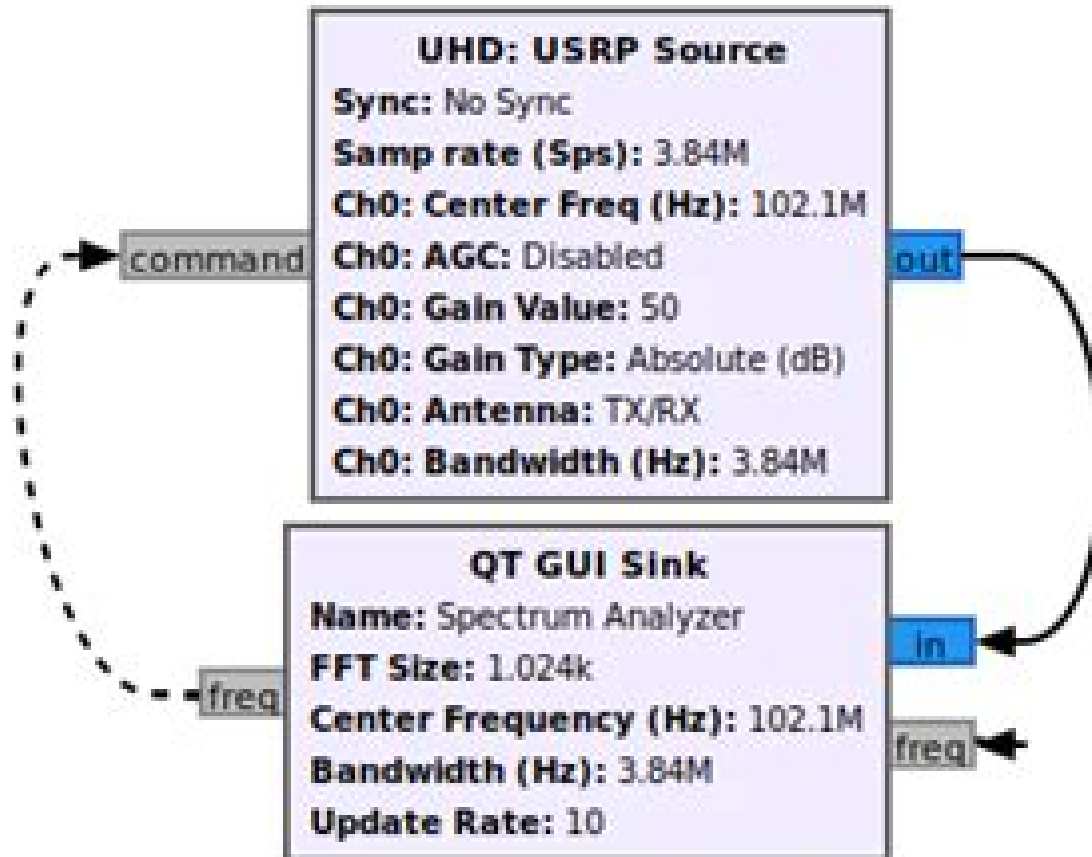 UHD: USRP Source
Sync: No Sync
Samp rate (Sps): 3.84M
Ch0: Center Freq (Hz): 102.1M
command
Ch0: AGC: Disabled
out
Ch0: Gain Value: 50
Ch0: Gain Type: Absolute (dB)
Ch0: Antenna: TX/RX
Ch0: Bandwidth (Hz): 3.84M
QT GUI Sink
Name: Spectrum Analyzer
in
FFT Size: 1.024k
freq
Center Frequency (Hz): 102.1M
freq
Bandwidth (Hz): 3.84M
Update Rate: 10